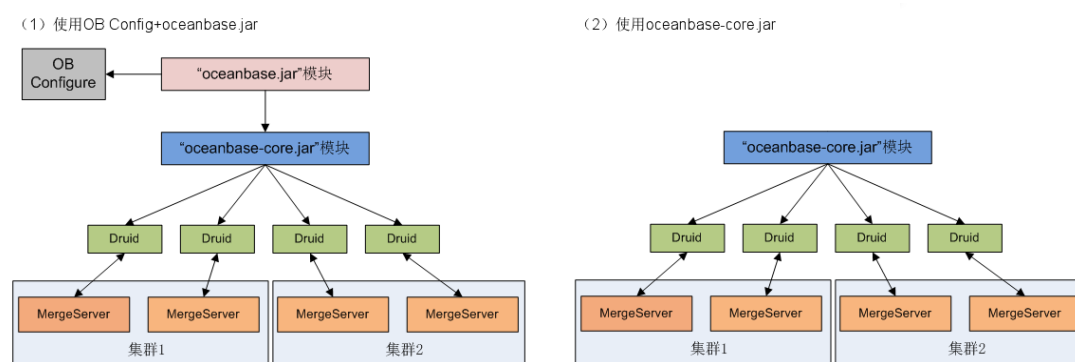 （1）使用OB Config+oceanbase.jar
（2）使用oceanbase-core.jar
OB
Configure
“oceanbase.jar”模块
“oceanbase-core.jar”模块
“oceanbase-core.jar”模块
Druid
Druid
Druid
Druid
Druid
Druid
Druid
Druid
MergeServer
MergeServer
MergeServer
MergeServer
MergeServer
MergeServer
MergeServer
MergeServer
集群1
集群2
集群1
集群2